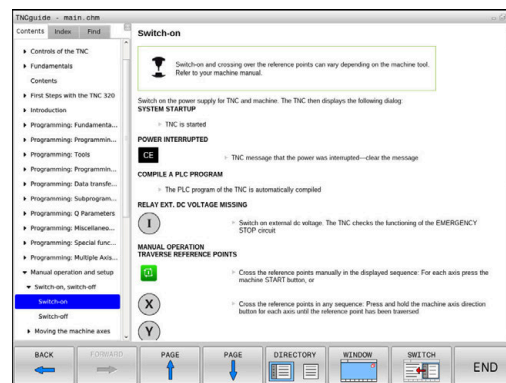 TNCguide - main.chm
Contents Index Find
Controls of the TNC
Fundamentals
Contents
First Steps with the TNC 320
Introduction
Programming: Fundamenta...
Programming: Programmin...
Programming: Tools
Programming: Programmin...
Programming: Data transfe...
Programming: Subprogram...
Programming: Q Parameters
Programming: Miscellaneo...
Programming: Special func...
Programming: Multiple Axis...
Manual operation and setup
Switch-on, switch-off
Switch-on
Switch-off
Moving the machine axes
Switch-on
Switch-on and crossing over the reference points can vary depending on the machine tool.
Refer to your machine manual.
Switch on the power supply for TNC and machine. The TNC then displays the following dialog:
SYSTEM STARTUP
TNC is started
POWER INTERRUPTED
CE
TNC message that the power was interrupted—clear the message
COMPILE A PLC PROGRAM
The PLC program of the TNC is automatically compiled
RELAY EXT. DC VOLTAGE MISSING
I
Switch on external dc voltage. The TNC checks the functioning of the EMERGENCY
STOP circuit
MANUAL OPERATION
TRAVERSE REFERENCE POINTS
Cross the reference points manually in the displayed sequence: For each axis press the
machine START button, or
X
Cross the reference points in any sequence: Press and hold the machine axis direction
button for each axis until the reference point has been traversed
Y
BACK FORWARD PAGE PAGE DIRECTORY WINDOW SWITCH END